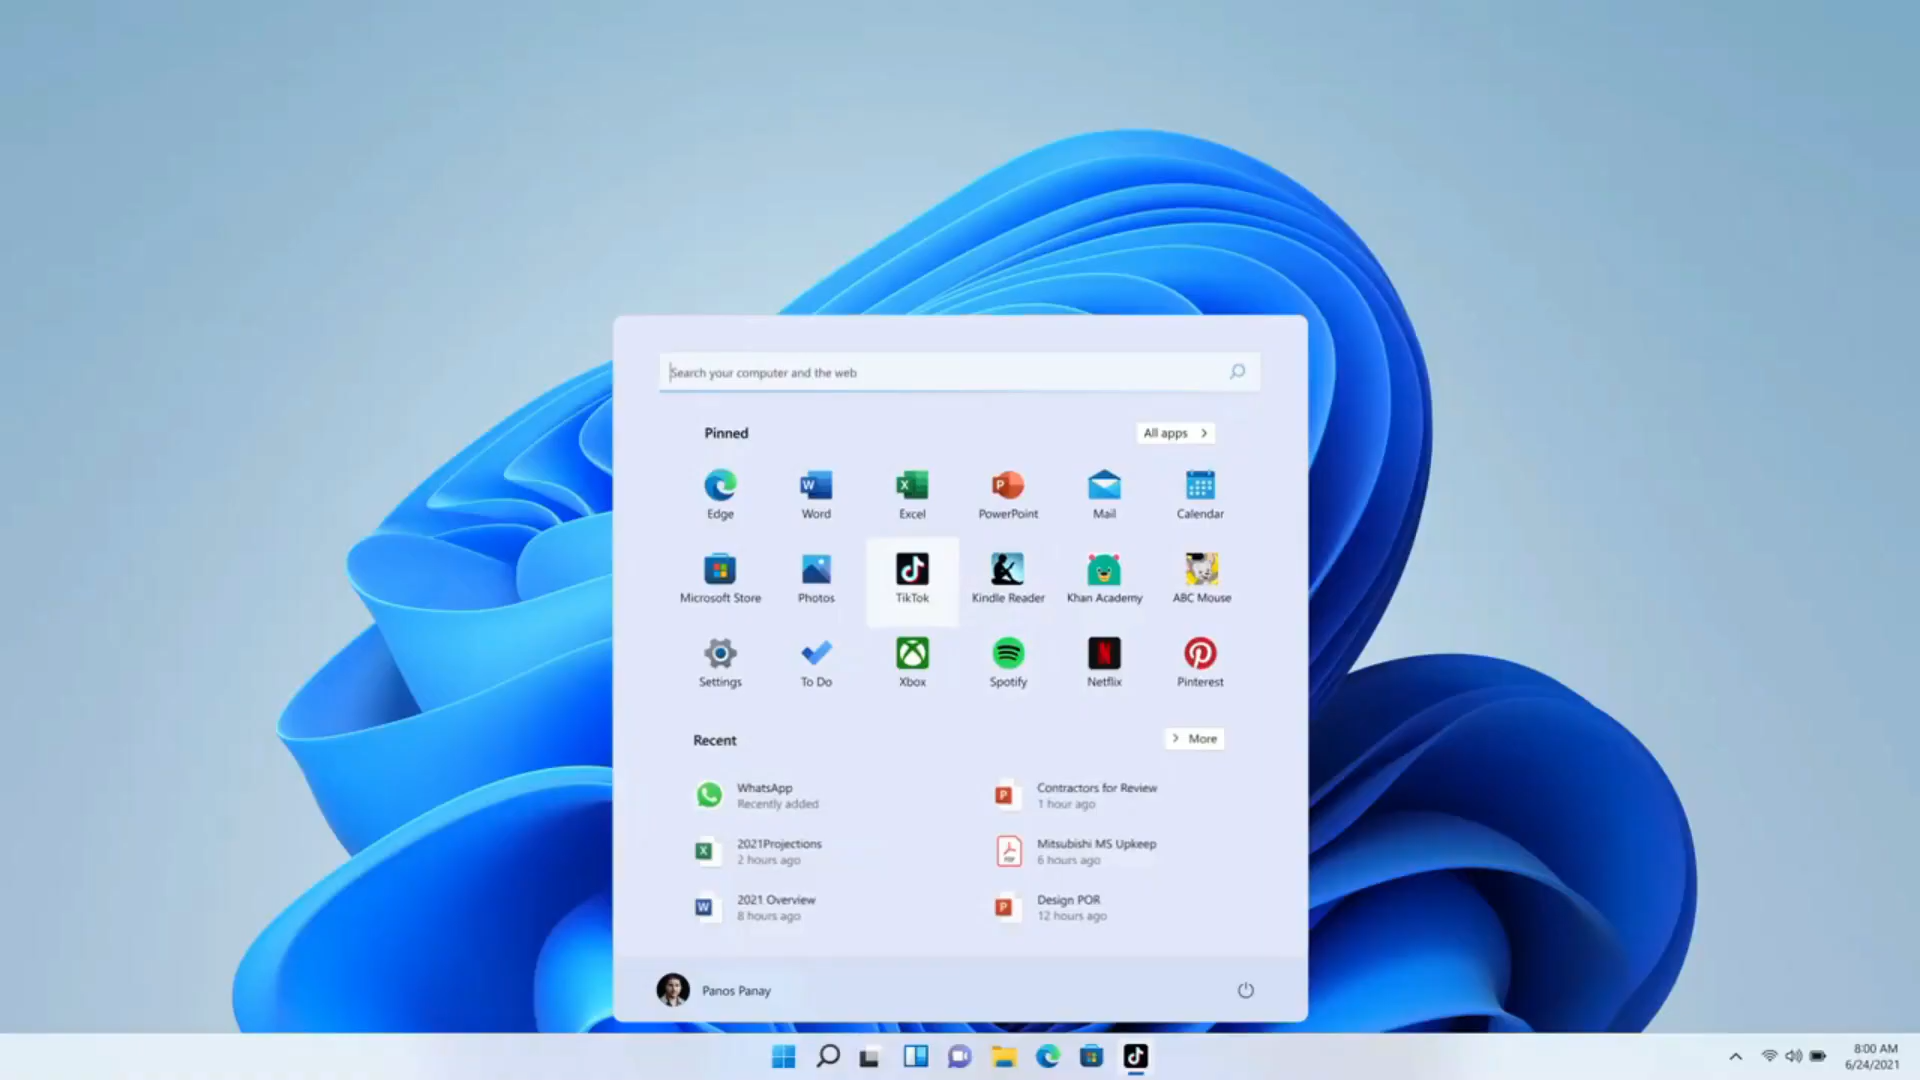 Search your computer and the web
Pinned
All apps
Edge
Word
Excel
PowerPoint
Mail
Calendar
Microsoft Store
Photos
TikTok
Kindle Reader
Khan Academy
ABC Mouse
Settings
To Do
Xbox
Spotify
Netflix
Pinterest
Recent
More
WhatsApp
Recently added
Contractors for Review
1 hour ago
2021Projections
2 hours ago
Mitsubishi MS Upkeep
6 hours ago
2021 Overview
8 hours ago
Design POR
12 hours ago
Panos Panay
8:00 AM
6/24/2021